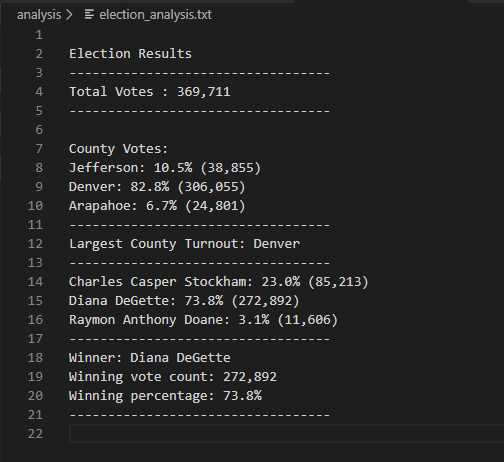 analysis > election_analysis.txt
1
2 Election Results
3 ----------------------------------
4 Total Votes : 369,711
5 ----------------------------------
6
7 County Votes:
8 Jefferson: 10.5% (38,855)
9 Denver: 82.8% (306,055)
10 Arapahoe: 6.7% (24,801)
11 ----------------------------------
12 Largest County Turnout: Denver
13 ----------------------------------
14 Charles Casper Stockham: 23.0% (85,213)
15 Diana DeGette: 73.8% (272,892)
16 Raymon Anthony Doane: 3.1% (11,606)
17 ----------------------------------
18 Winner: Diana DeGette
19 Winning vote count: 272,892
20 Winning percentage: 73.8%
21 ----------------------------------
22